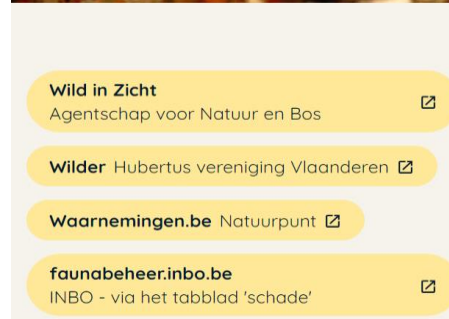 Wild in Zicht
Agentschap voor Natuur en Bos
Wilder Hubertus vereniging Vlaanderen
Waarnemingen.be Natuurpunt
faunabeheer.inbo.be
INBO - via het tabblad 'schade'